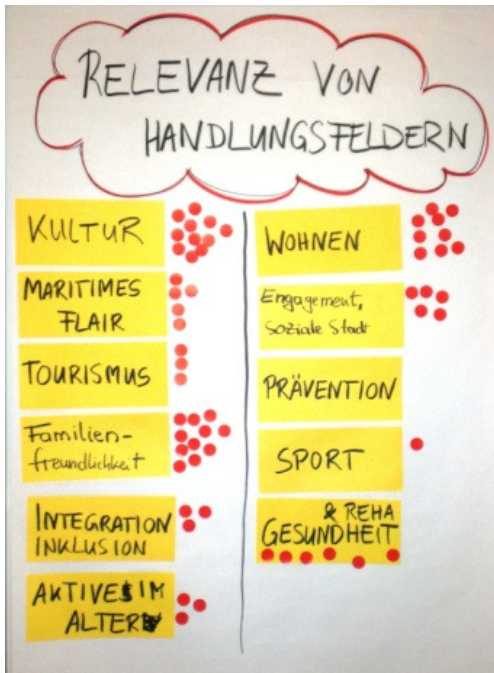 RELEVANZ VON
HANDLUNGSFELDERN
KULTUR
MARITIMES
FLAIR
TOURISMUS
Familien-
freundlichkeit
INTEGRATION
INKLUSION
AKTIVES IM
ALTER
WOHNEN
Engagement,
soziale Stadt
PRÄVENTION
SPORT
& REHA
GESUNDHEIT